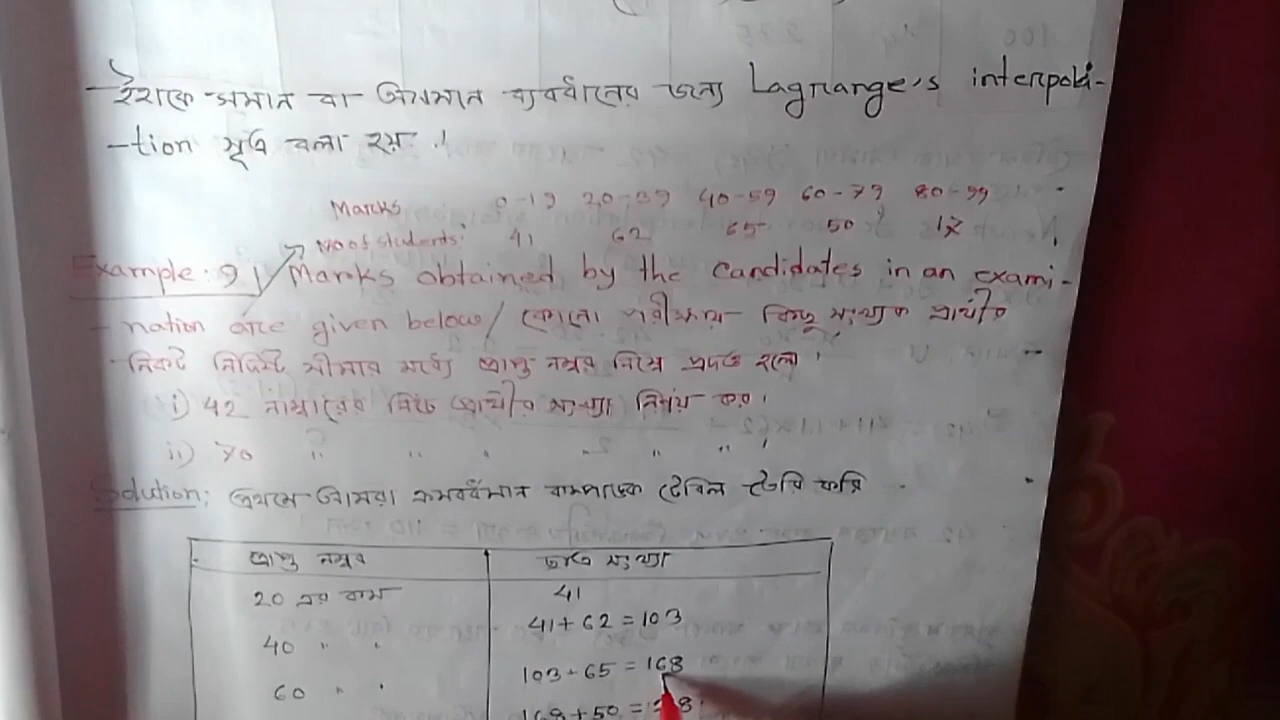 ইহাকে সমান বা অসমান ব্যবধানের জন্য Lagrange's interpola-
-tion সূত্র বলা হয়।
Marks 0-19 20-39 40-59 60-79 80-99
No of students: 41 62 65 50 17
Example: 9 | Marks obtained by the candidates in an exami-
-nation are given below/ কোনো পরীক্ষায় কিছু সংখ্যক প্রার্থীর
নিকট নির্দিষ্ট সীমার মধ্যে প্রাপ্ত নম্বর নিম্নে প্রদত্ত হলো।
i) 42 নাম্বারের নিচে প্রার্থীর সংখ্যা নির্ণয় কর।
ii) 70 " " " " " "
Solution: প্রথমে আমরা ক্রমবর্ধমান টেবিল তৈরি করি
প্রাপ্ত নম্বর ছাত্র সংখ্যা
20 এর কম 41
40 " " 41+62=103
60 " " 103+65=168
168+50=